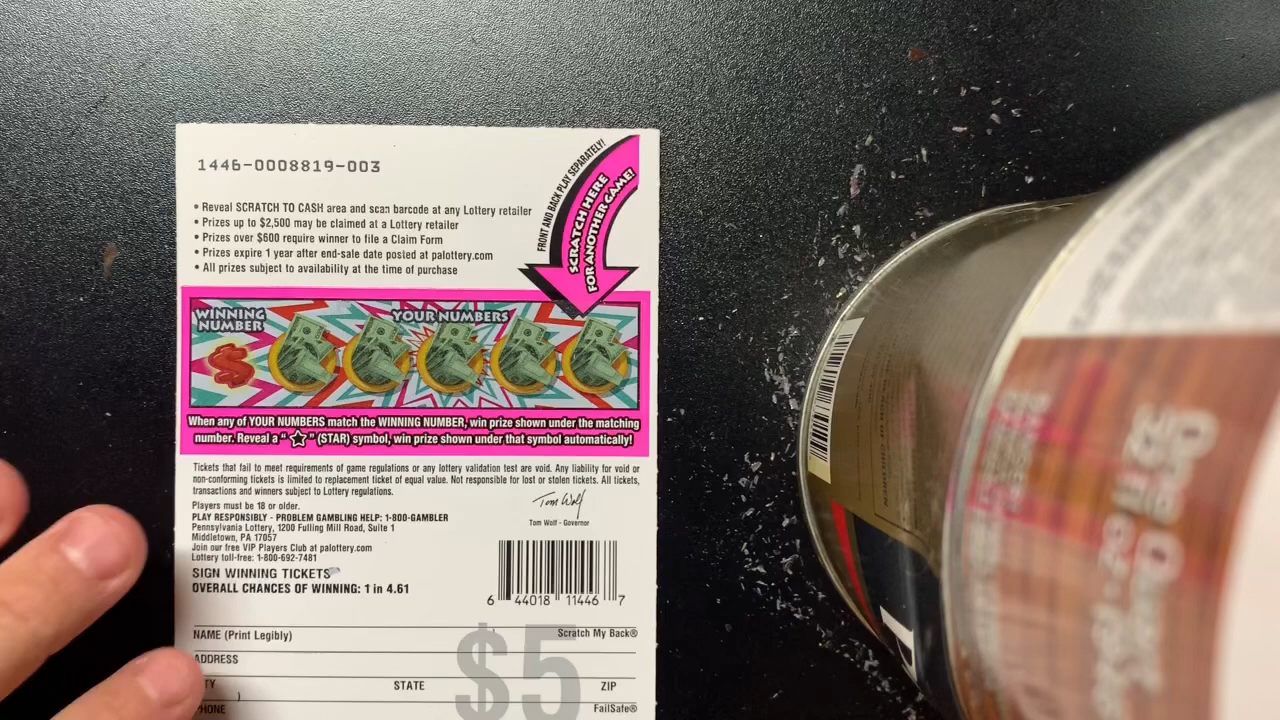 1446-0008819-003
FRONT AND BACK PLAY SEPARATELY!
SCRATCH HERE
FOR ANOTHER GAME!
• Reveal SCRATCH TO CASH area and scan barcode at any Lottery retailer
• Prizes up to $2,500 may be claimed at a Lottery retailer
• Prizes over $600 require winner to file a Claim Form
• Prizes expire 1 year after end-sale date posted at palottery.com
• All prizes subject to availability at the time of purchase
WINNING
NUMBER
YOUR NUMBERS
$
When any of YOUR NUMBERS match the WINNING NUMBER, win prize shown under the matching
number. Reveal a "☆" (STAR) symbol, win prize shown under that symbol automatically!
Tickets that fail to meet requirements of game regulations or any lottery validation test are void. Any liability for void or
non-conforming tickets is limited to replacement ticket of equal value. Not responsible for lost or stolen tickets. All tickets,
transactions and winners subject to Lottery regulations.
Players must be 18 or older.
PLAY RESPONSIBLY - PROBLEM GAMBLING HELP: 1-800-GAMBLER
Pennsylvania Lottery, 1200 Fulling Mill Road, Suite 1
Middletown, PA 17057
Join our free VIP Players Club at palottery.com
Lottery toll-free: 1-800-692-7481
Tom Wolf
Tom Wolf - Governor
SIGN WINNING TICKETS
OVERALL CHANCES OF WINNING: 1 in 4.61
6 44018 11446 7
NAME (Print Legibly)
Scratch My Back®
$5
ADDRESS
STATE
ZIP
FailSafe®